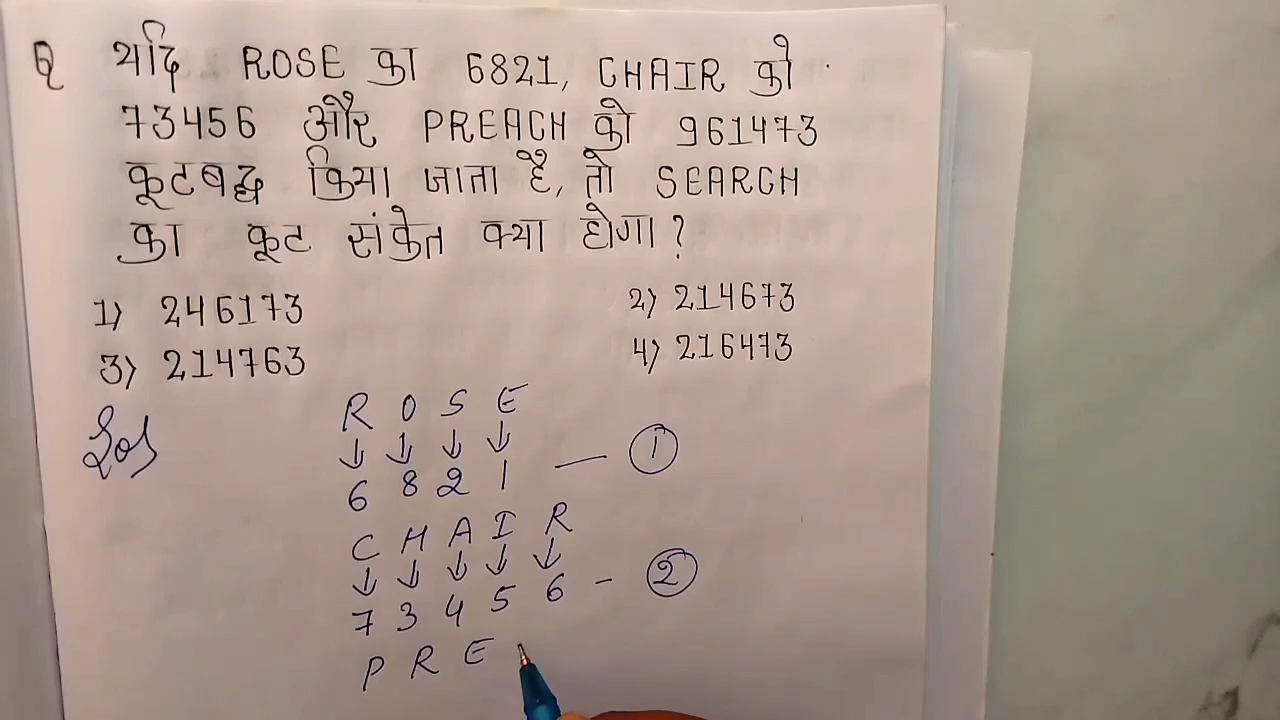 Q यदि ROSE का 6821, CHAIR को
73456 और PREACH को 961473
कूटबद्ध किया जाता है, तो SEARCH
का कूट संकेत क्या होगा?
1) 246173 2) 214673
3) 214763 4) 216473
Sol R O S E
↓ ↓ ↓ ↓
6 8 2 1 — ①
C H A I R
↓ ↓ ↓ ↓ ↓
7 3 4 5 6 - ②
P R E